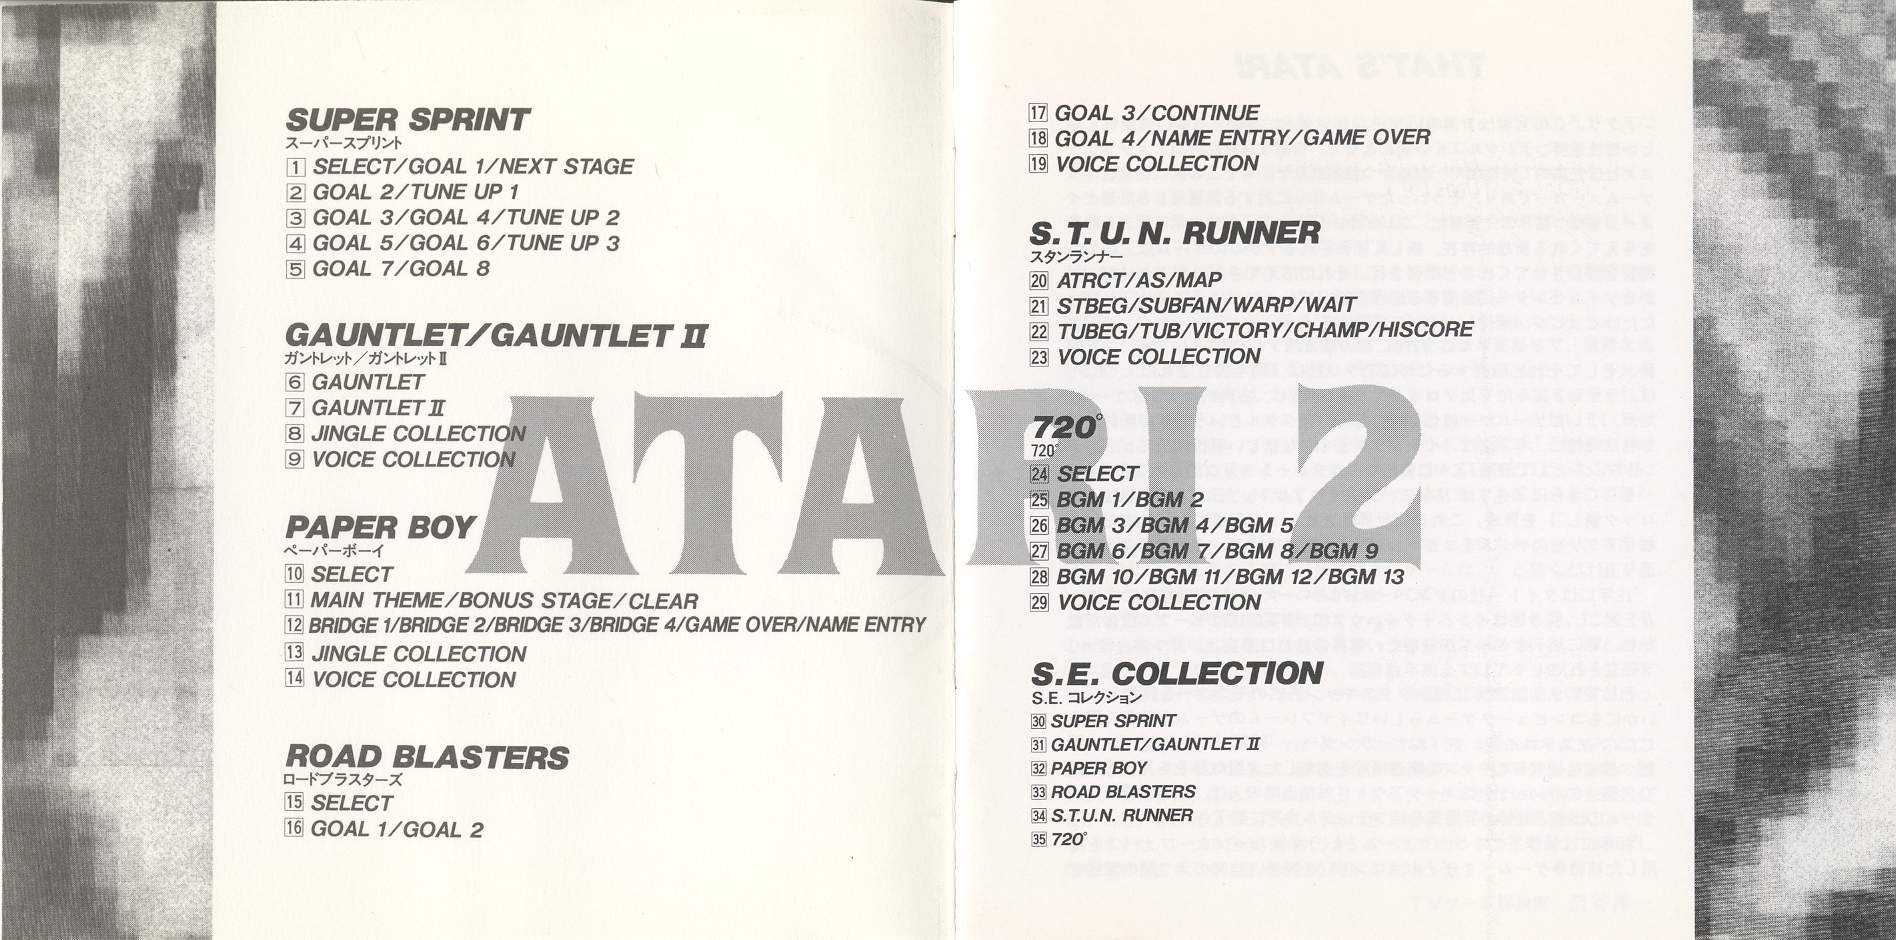 SUPER SPRINT
スーパースプリント
1 SELECT/GOAL 1/NEXT STAGE
2 GOAL 2/TUNE UP 1
3 GOAL 3/GOAL 4/TUNE UP 2
4 GOAL 5/GOAL 6/TUNE UP 3
5 GOAL 7/GOAL 8
GAUNTLET/GAUNTLET II
ガントレット/ガントレットII
6 GAUNTLET
7 GAUNTLET II
8 JINGLE COLLECTION
9 VOICE COLLECTION
PAPER BOY
ペーパーボーイ
10 SELECT
11 MAIN THEME/BONUS STAGE/CLEAR
12 BRIDGE 1/BRIDGE 2/BRIDGE 3/BRIDGE 4/GAME OVER/NAME ENTRY
13 JINGLE COLLECTION
14 VOICE COLLECTION
ROAD BLASTERS
ロードブラスターズ
15 SELECT
16 GOAL 1/GOAL 2
ATARI 2
17 GOAL 3/CONTINUE
18 GOAL 4/NAME ENTRY/GAME OVER
19 VOICE COLLECTION
S.T.U.N. RUNNER
スタンランナー
20 ATRCT/AS/MAP
21 STBEG/SUBFAN/WARP/WAIT
22 TUBEG/TUB/VICTORY/CHAMP/HISCORE
23 VOICE COLLECTION
720°
720°
24 SELECT
25 BGM 1/BGM 2
26 BGM 3/BGM 4/BGM 5
27 BGM 6/BGM 7/BGM 8/BGM 9
28 BGM 10/BGM 11/BGM 12/BGM 13
29 VOICE COLLECTION
S.E. COLLECTION
S.E. コレクション
30 SUPER SPRINT
31 GAUNTLET/GAUNTLET II
32 PAPER BOY
33 ROAD BLASTERS
34 S.T.U.N. RUNNER
35 720°